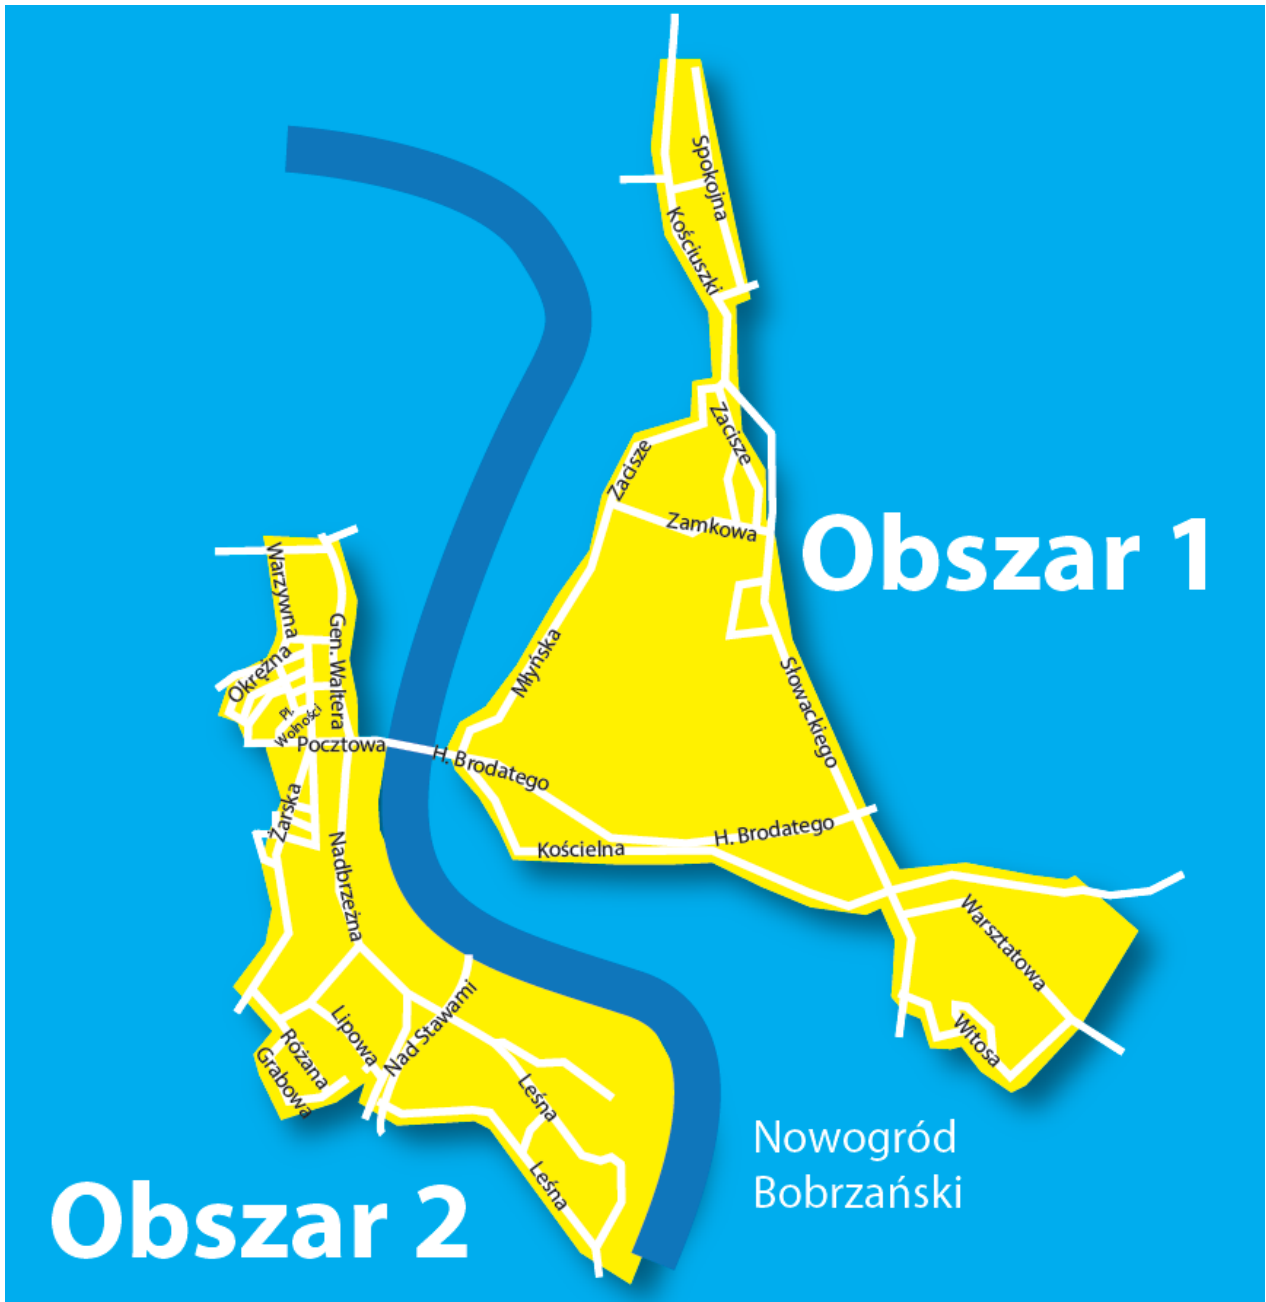 Spokojna
Kościuszki
Zacisze
Zacisze
Zamkowa
Obszar 1
Warzywna
Gen. Waltera
Okrężna
Młyńska
Pl.
Wolności
Słowackiego
Pocztowa
H. Brodatego
Żarska
H. Brodatego
Kościelna
Nadbrzeżna
Warsztatowa
Nad Stawami
Lipowa
Różana
Grabowa
Witosa
Leśna
Leśna
Nowogród
Bobrzański
Obszar 2